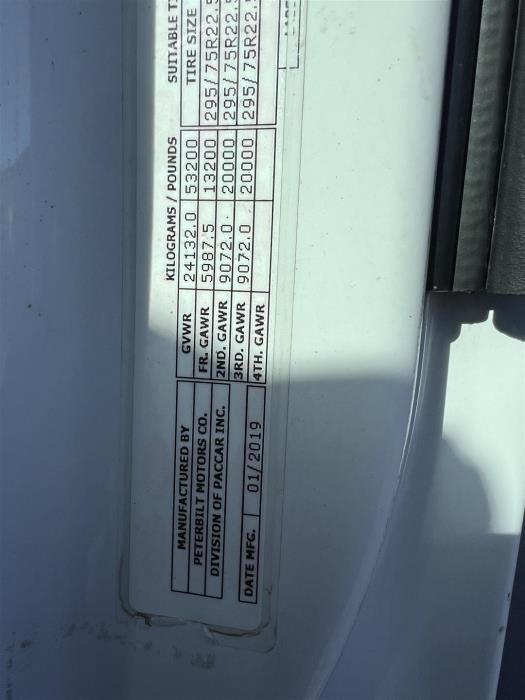 MANUFACTURED BY
PETERBILT MOTORS CO.
DIVISION OF PACCAR INC.
DATE MFG. 01/2019
KILOGRAMS / POUNDS SUITABLE
TIRE SIZE
GVWR 24132.0 53200
FR. GAWR 5987.5 13200 295/75R22.5
2ND. GAWR 9072.0 20000 295/75R22.5
3RD. GAWR 9072.0 20000 295/75R22.
4TH. GAWR